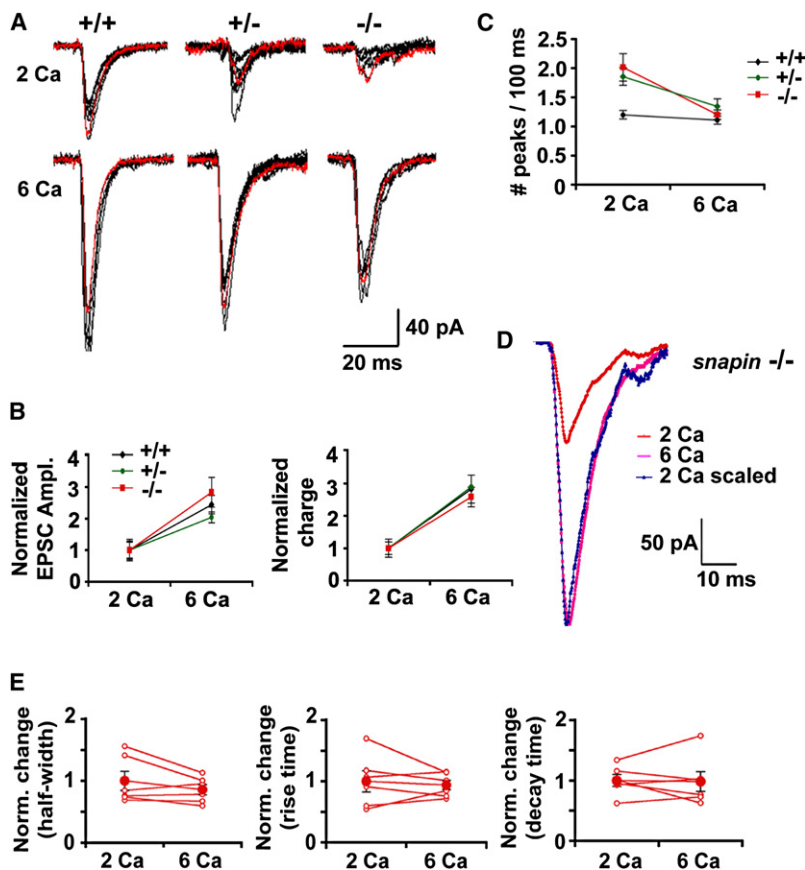 A
+/+ +/- -/-
2 Ca
6 Ca
40 pA
20 ms
B
Normalized
EPSC Ampl.
5
4
3
2
1
0
+/+
+/-
-/-
2 Ca 6 Ca
Normalized
charge
5
4
3
2
1
0
2 Ca 6 Ca
C
# peaks / 100 ms
2.5
2.0
1.5
1.0
0.5
0
+/+
+/-
-/-
2 Ca 6 Ca
D
snapin -/-
2 Ca
6 Ca
2 Ca scaled
50 pA
10 ms
E
Norm. change
(half-width)
2
1
0
2 Ca 6 Ca
Norm. change
(rise time)
2
1
0
2 Ca 6 Ca
Norm. change
(decay time)
2
1
0
2 Ca 6 Ca